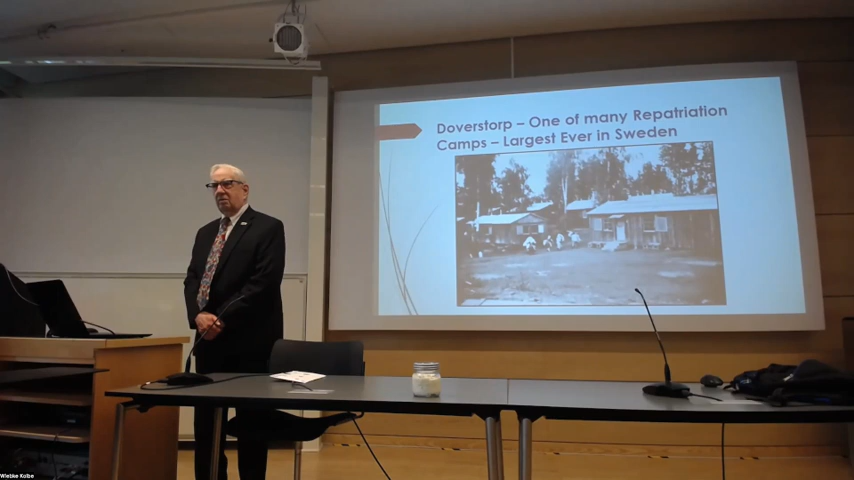 Doverstorp – One of many Repatriation
Camps – Largest Ever in Sweden
Wiebke Kolbe